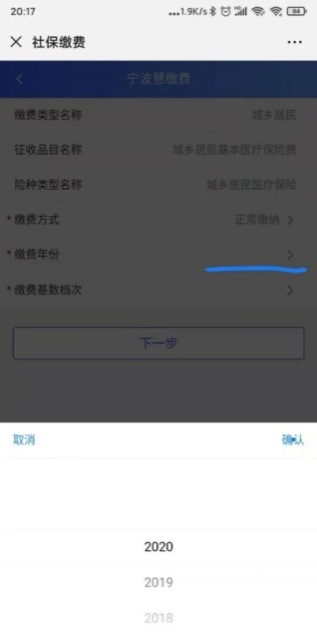 20:17 ...1.9K/s 84
社保缴费
宁波慧缴费
缴费类型名称 城乡居民
征收品目名称 城乡居民基本医疗保险费
险种类型名称 城乡居民医疗保险
* 缴费方式 正常缴纳
* 缴费年份
* 缴费基数档次
下一步
取消 确认
2020
2019
2018